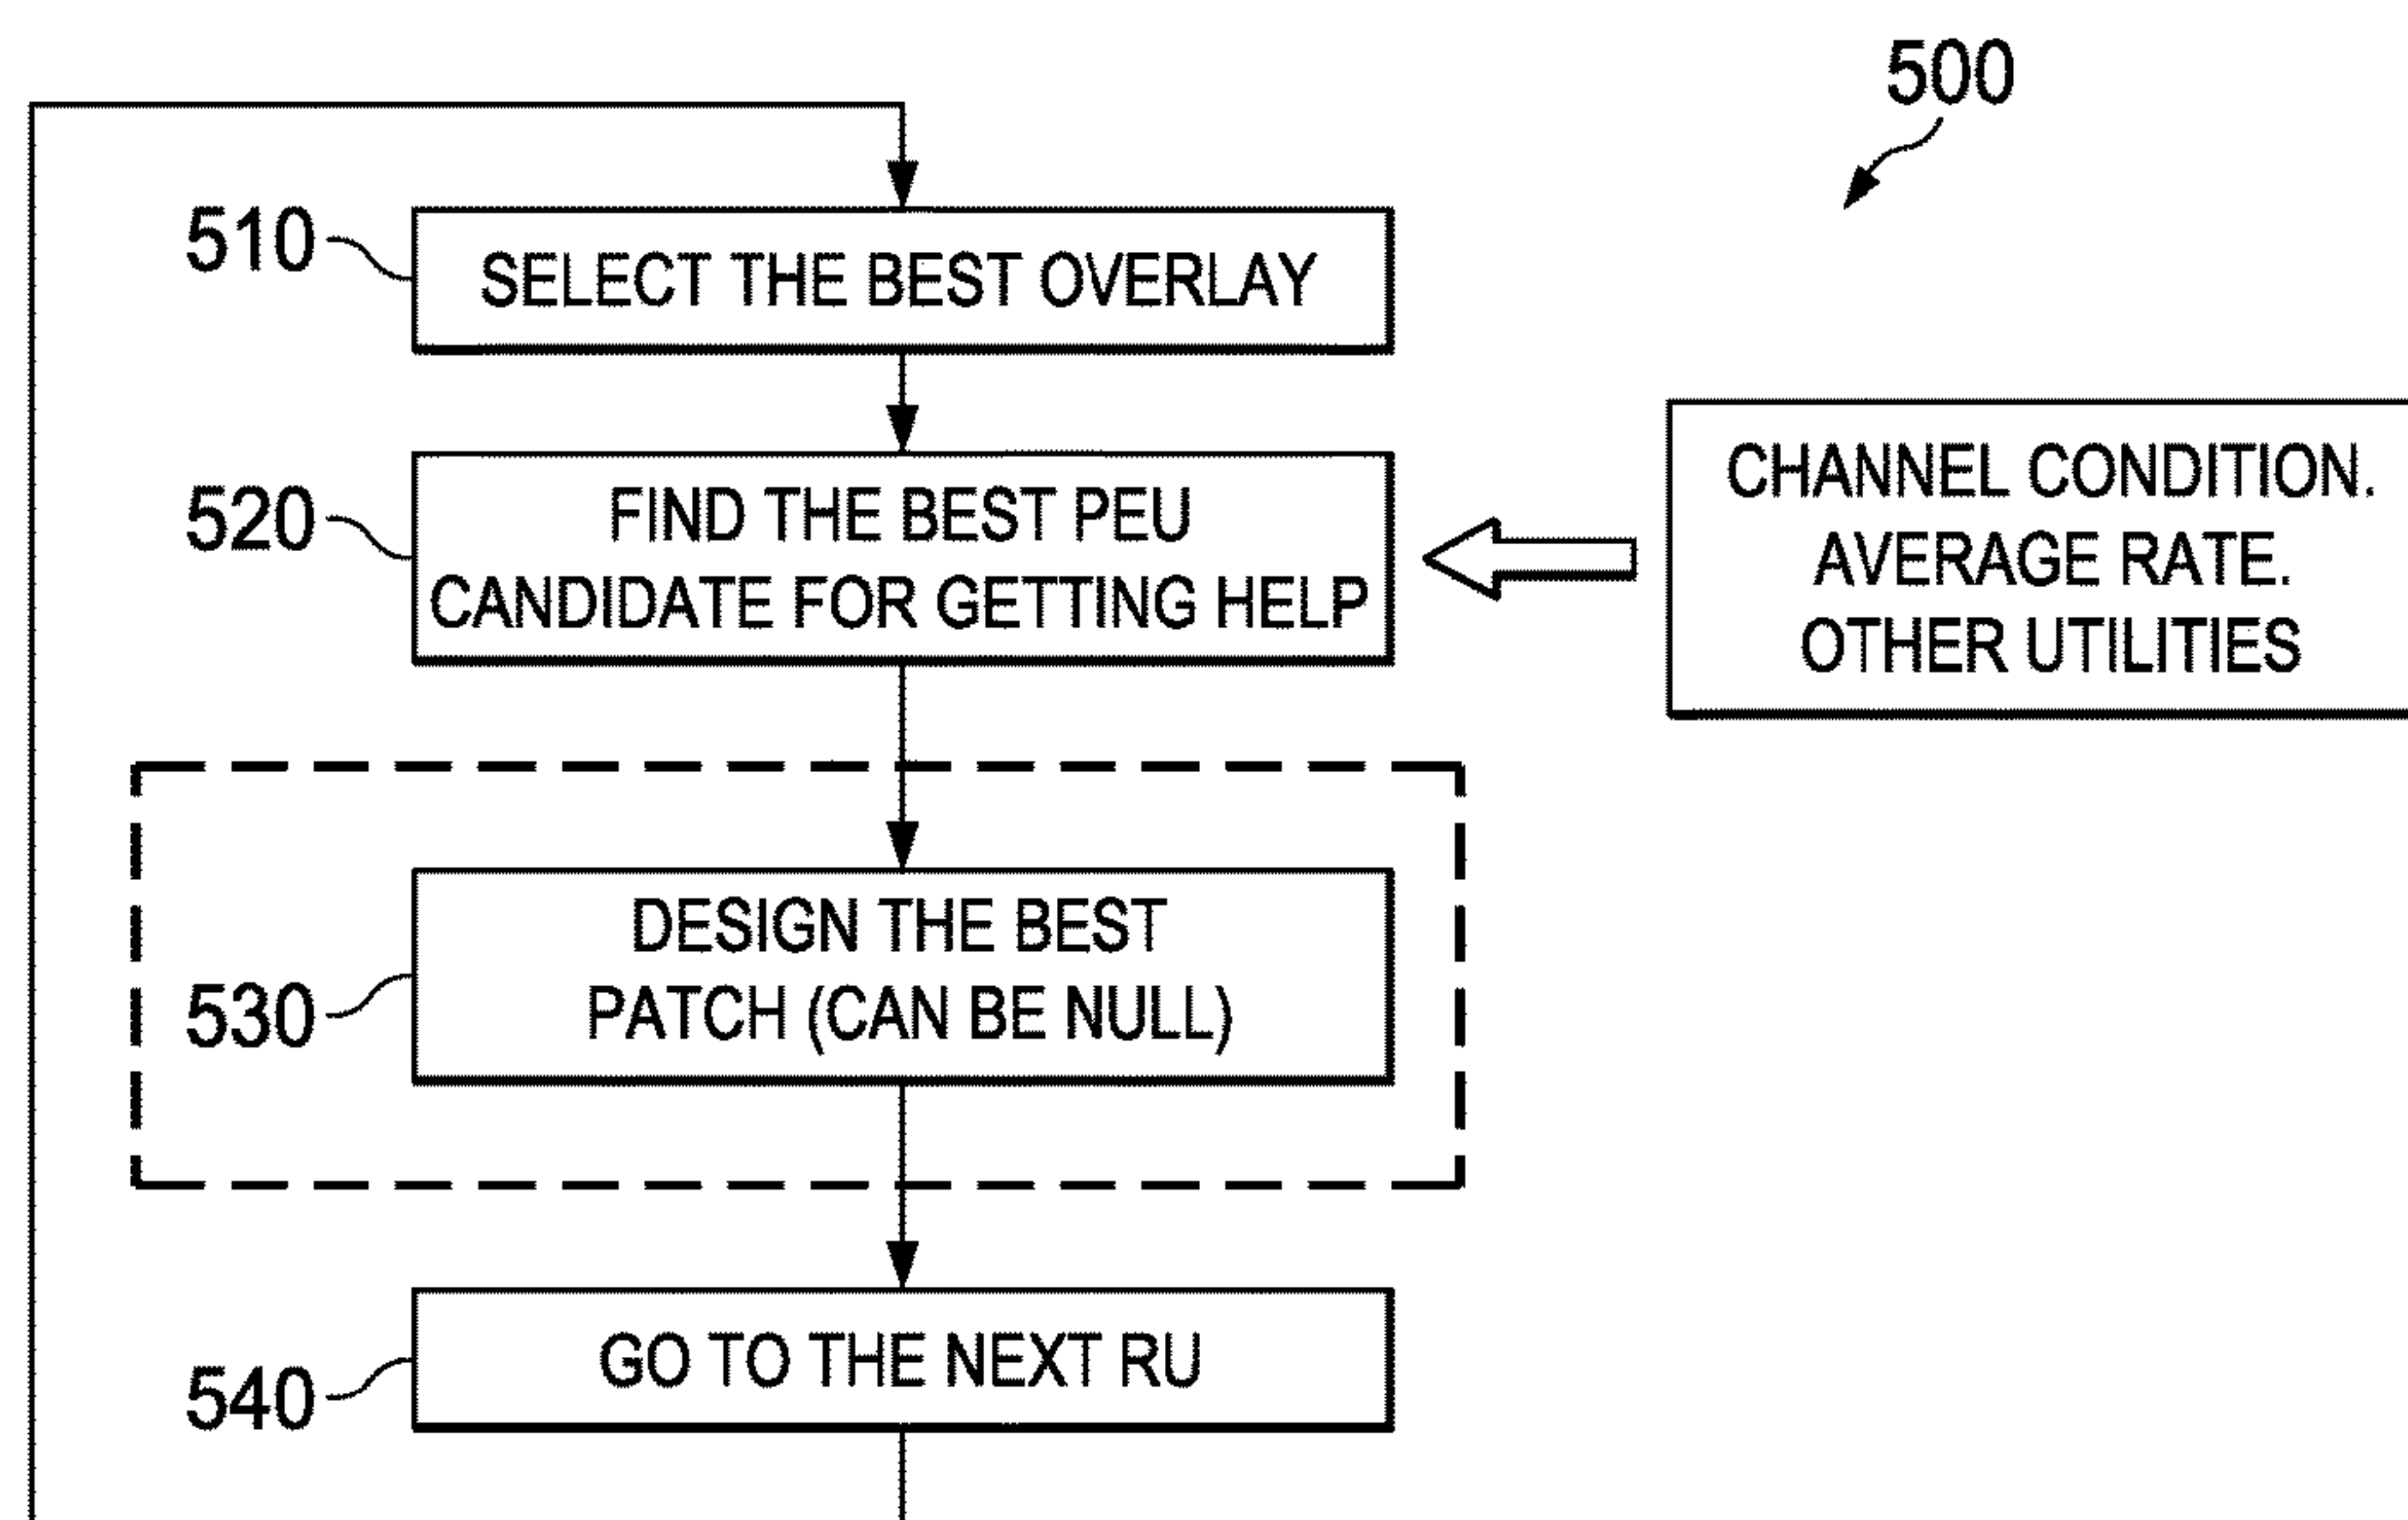 500
510
SELECT THE BEST OVERLAY
520
FIND THE BEST PEU
CANDIDATE FOR GETTING HELP
CHANNEL CONDITION.
AVERAGE RATE.
OTHER UTILITIES
530
DESIGN THE BEST
PATCH (CAN BE NULL)
540
GO TO THE NEXT RU